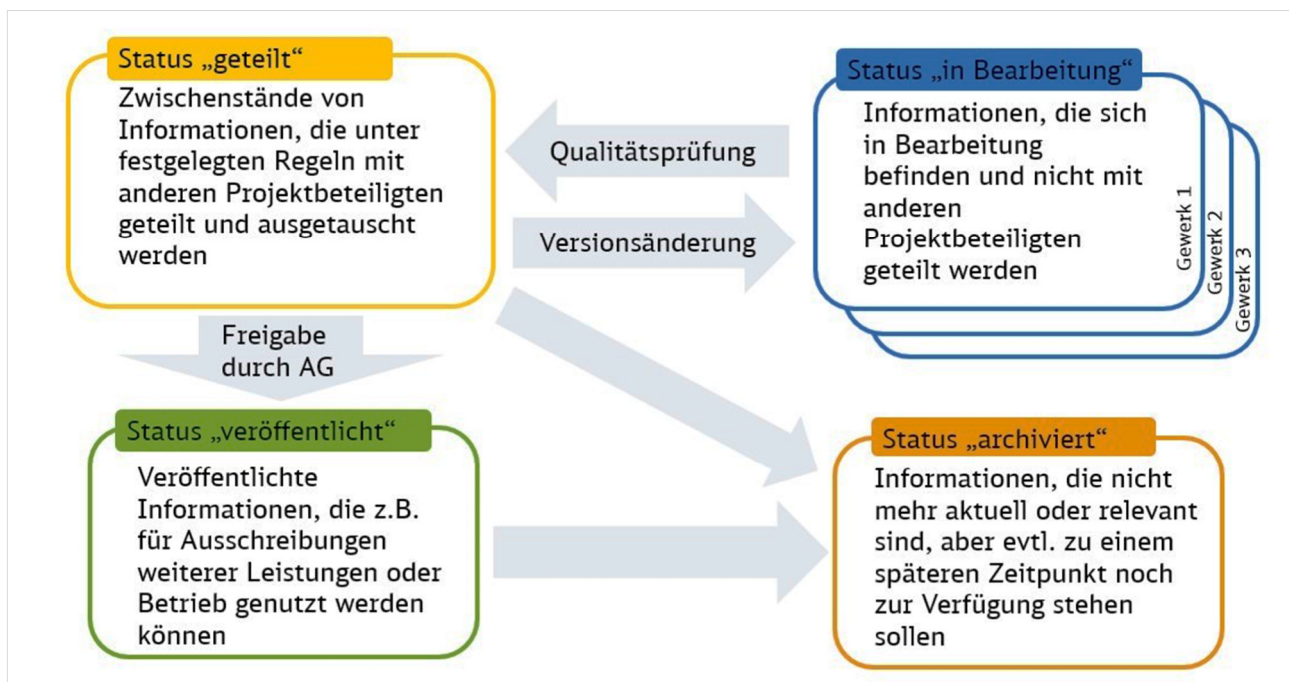 Status „geteilt“
Zwischenstände von
Informationen, die unter
festgelegten Regeln mit
anderen Projektbeteiligten
geteilt und ausgetauscht
werden
Qualitätsprüfung
Versionsänderung
Status „in Bearbeitung“
Informationen, die sich
in Bearbeitung
befinden und nicht mit
anderen
Projektbeteiligten
geteilt werden
Gewerk 1
Gewerk 2
Gewerk 3
Freigabe
durch AG
Status „veröffentlicht“
Veröffentlichte
Informationen, die z.B.
für Ausschreibungen
weiterer Leistungen oder
Betrieb genutzt werden
können
Status „archiviert“
Informationen, die nicht
mehr aktuell oder relevant
sind, aber evtl. zu einem
späteren Zeitpunkt noch
zur Verfügung stehen
sollen